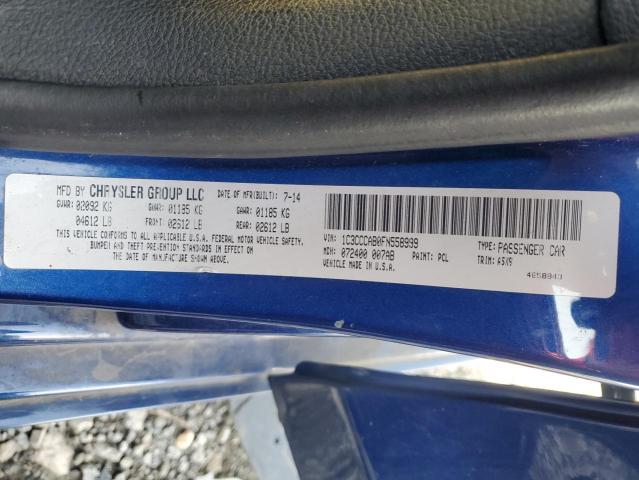 MFD BY CHRYSLER GROUP LLC DATE OF MFR(BUILT): 7-14
GVWR: 02092 KG GAWR: 01185 KG GAWR: 01185 KG
04612 LB FRONT: 02612 LB REAR: 02612 LB
THIS VEHICLE CONFORMS TO ALL APPLICABLE U.S.A. FEDERAL MOTOR VEHICLE SAFETY,
BUMPER AND THEFT PREVENTION STANDARDS IN EFFECT ON THE DATE OF
MANUFACTURE SHOWN ABOVE.
VIN: 1C3CCCAB0FN558999 TYPE: PASSENGER CAR
MDH: 072400 007AB PAINT: PCL TRIM: A5X9
VEHICLE MADE IN U.S.A.